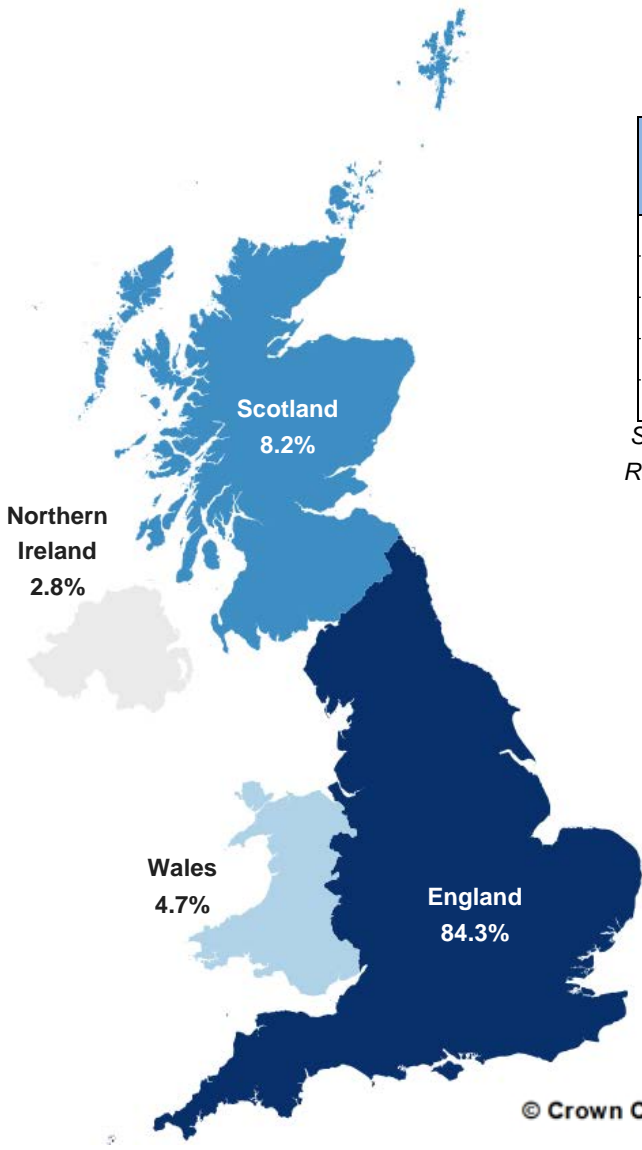 Scotland
8.2%
S
R
Northern
Ireland
2.8%
Wales
4.7%
England
84.3%
© Crown C